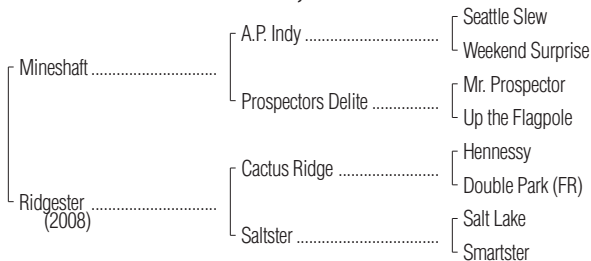 Seattle Slew
A.P. Indy ..............................
Weekend Surprise
Mineshaft ............................
Mr. Prospector
Prospectors Delite ...............
Up the Flagpole
Hennessy
Cactus Ridge ......................
Double Park (FR)
Ridgester ............................
(2008)
Salt Lake
Saltster ................................
Smartster